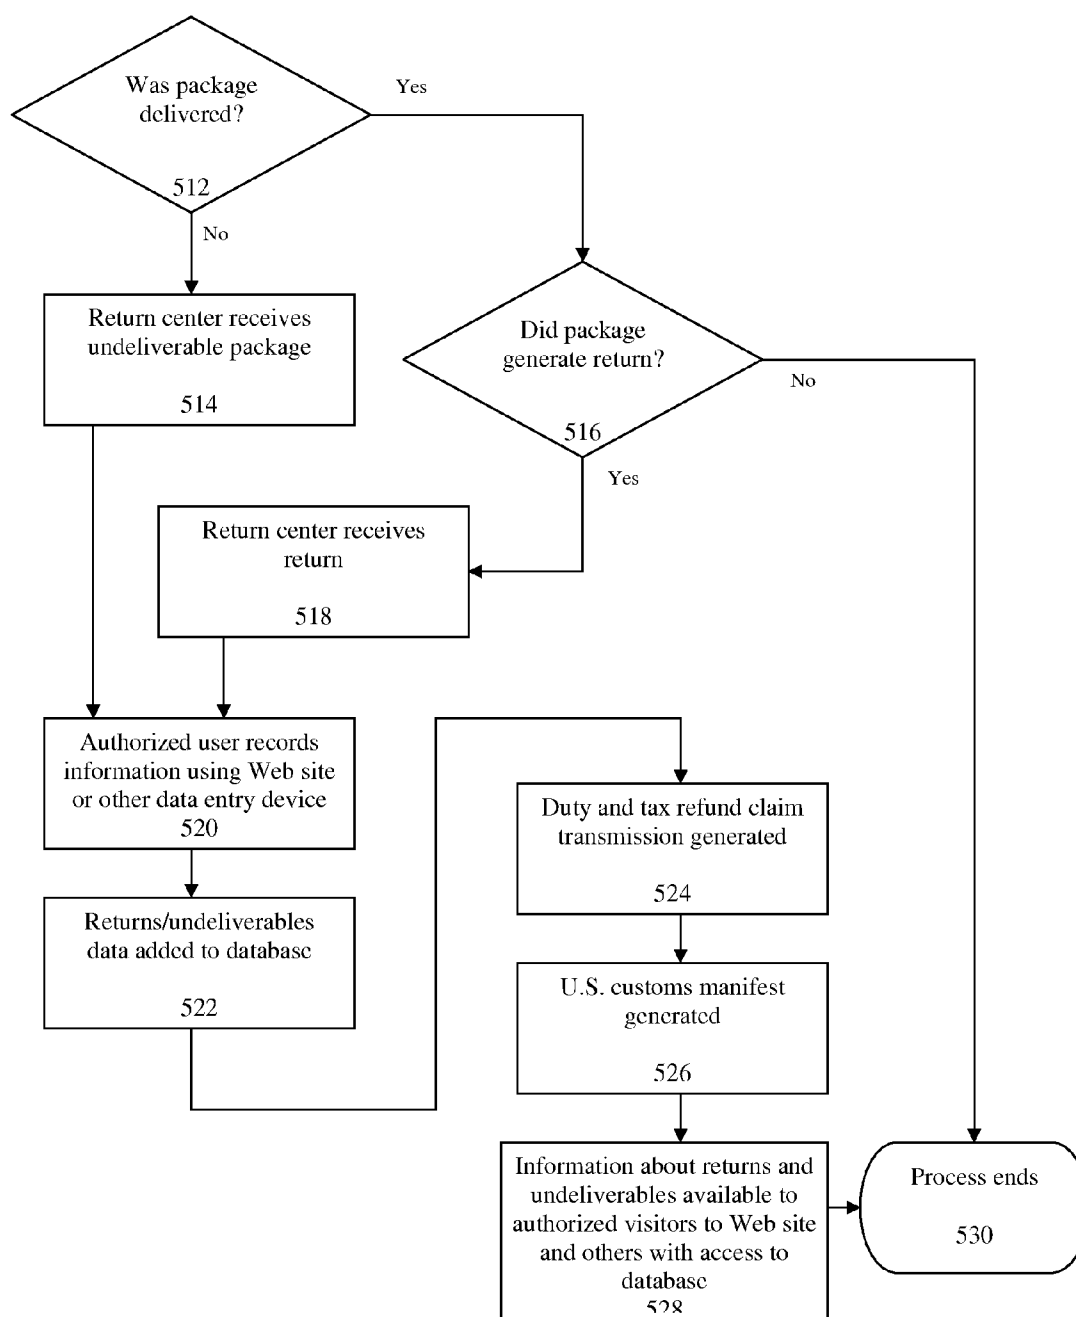 Was package
delivered?
512
Yes
No
Return center receives
undeliverable package
514
Did package
generate return?
516
No
Yes
Return center receives
return
518
Authorized user records
information using Web site
or other data entry device
520
Duty and tax refund claim
transmission generated
524
Returns/undeliverables
data added to database
522
U.S. customs manifest
generated
526
Information about returns and
undeliverables available to
authorized visitors to Web site
and others with access to
database
528
Process ends
530